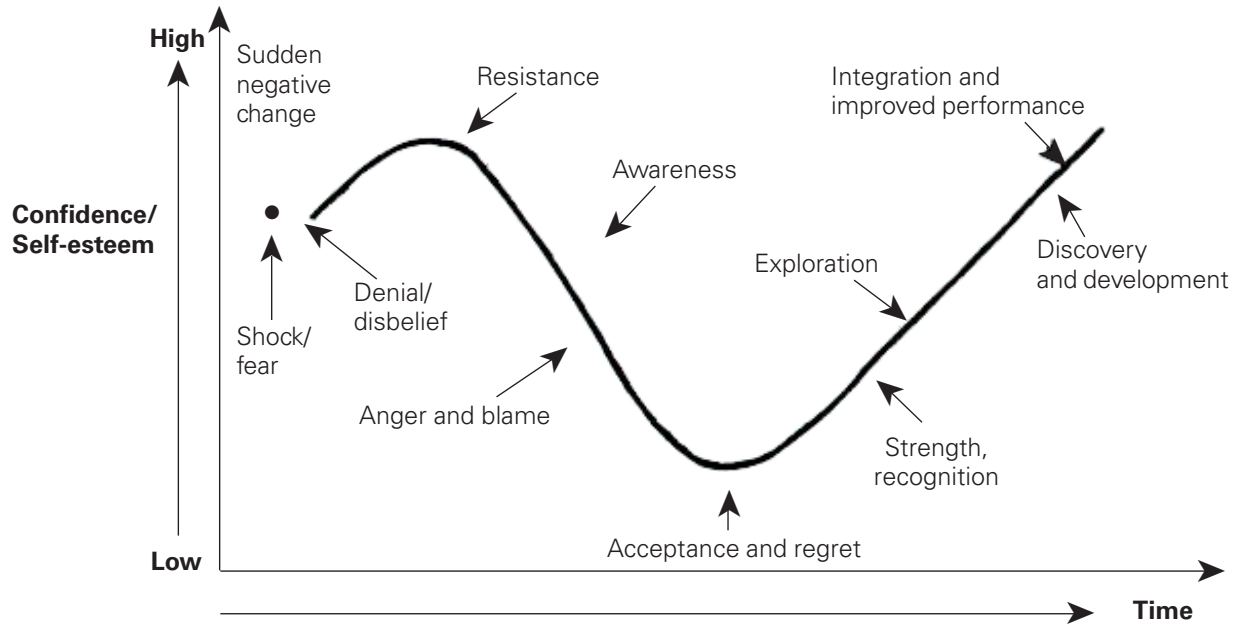 High
Sudden
negative
change
Resistance
Integration and
improved performance
Awareness
Confidence/
Self-esteem
Exploration
Discovery
and development
Denial/
disbelief
Shock/
fear
Anger and blame
Strength,
recognition
Acceptance and regret
Low
Time